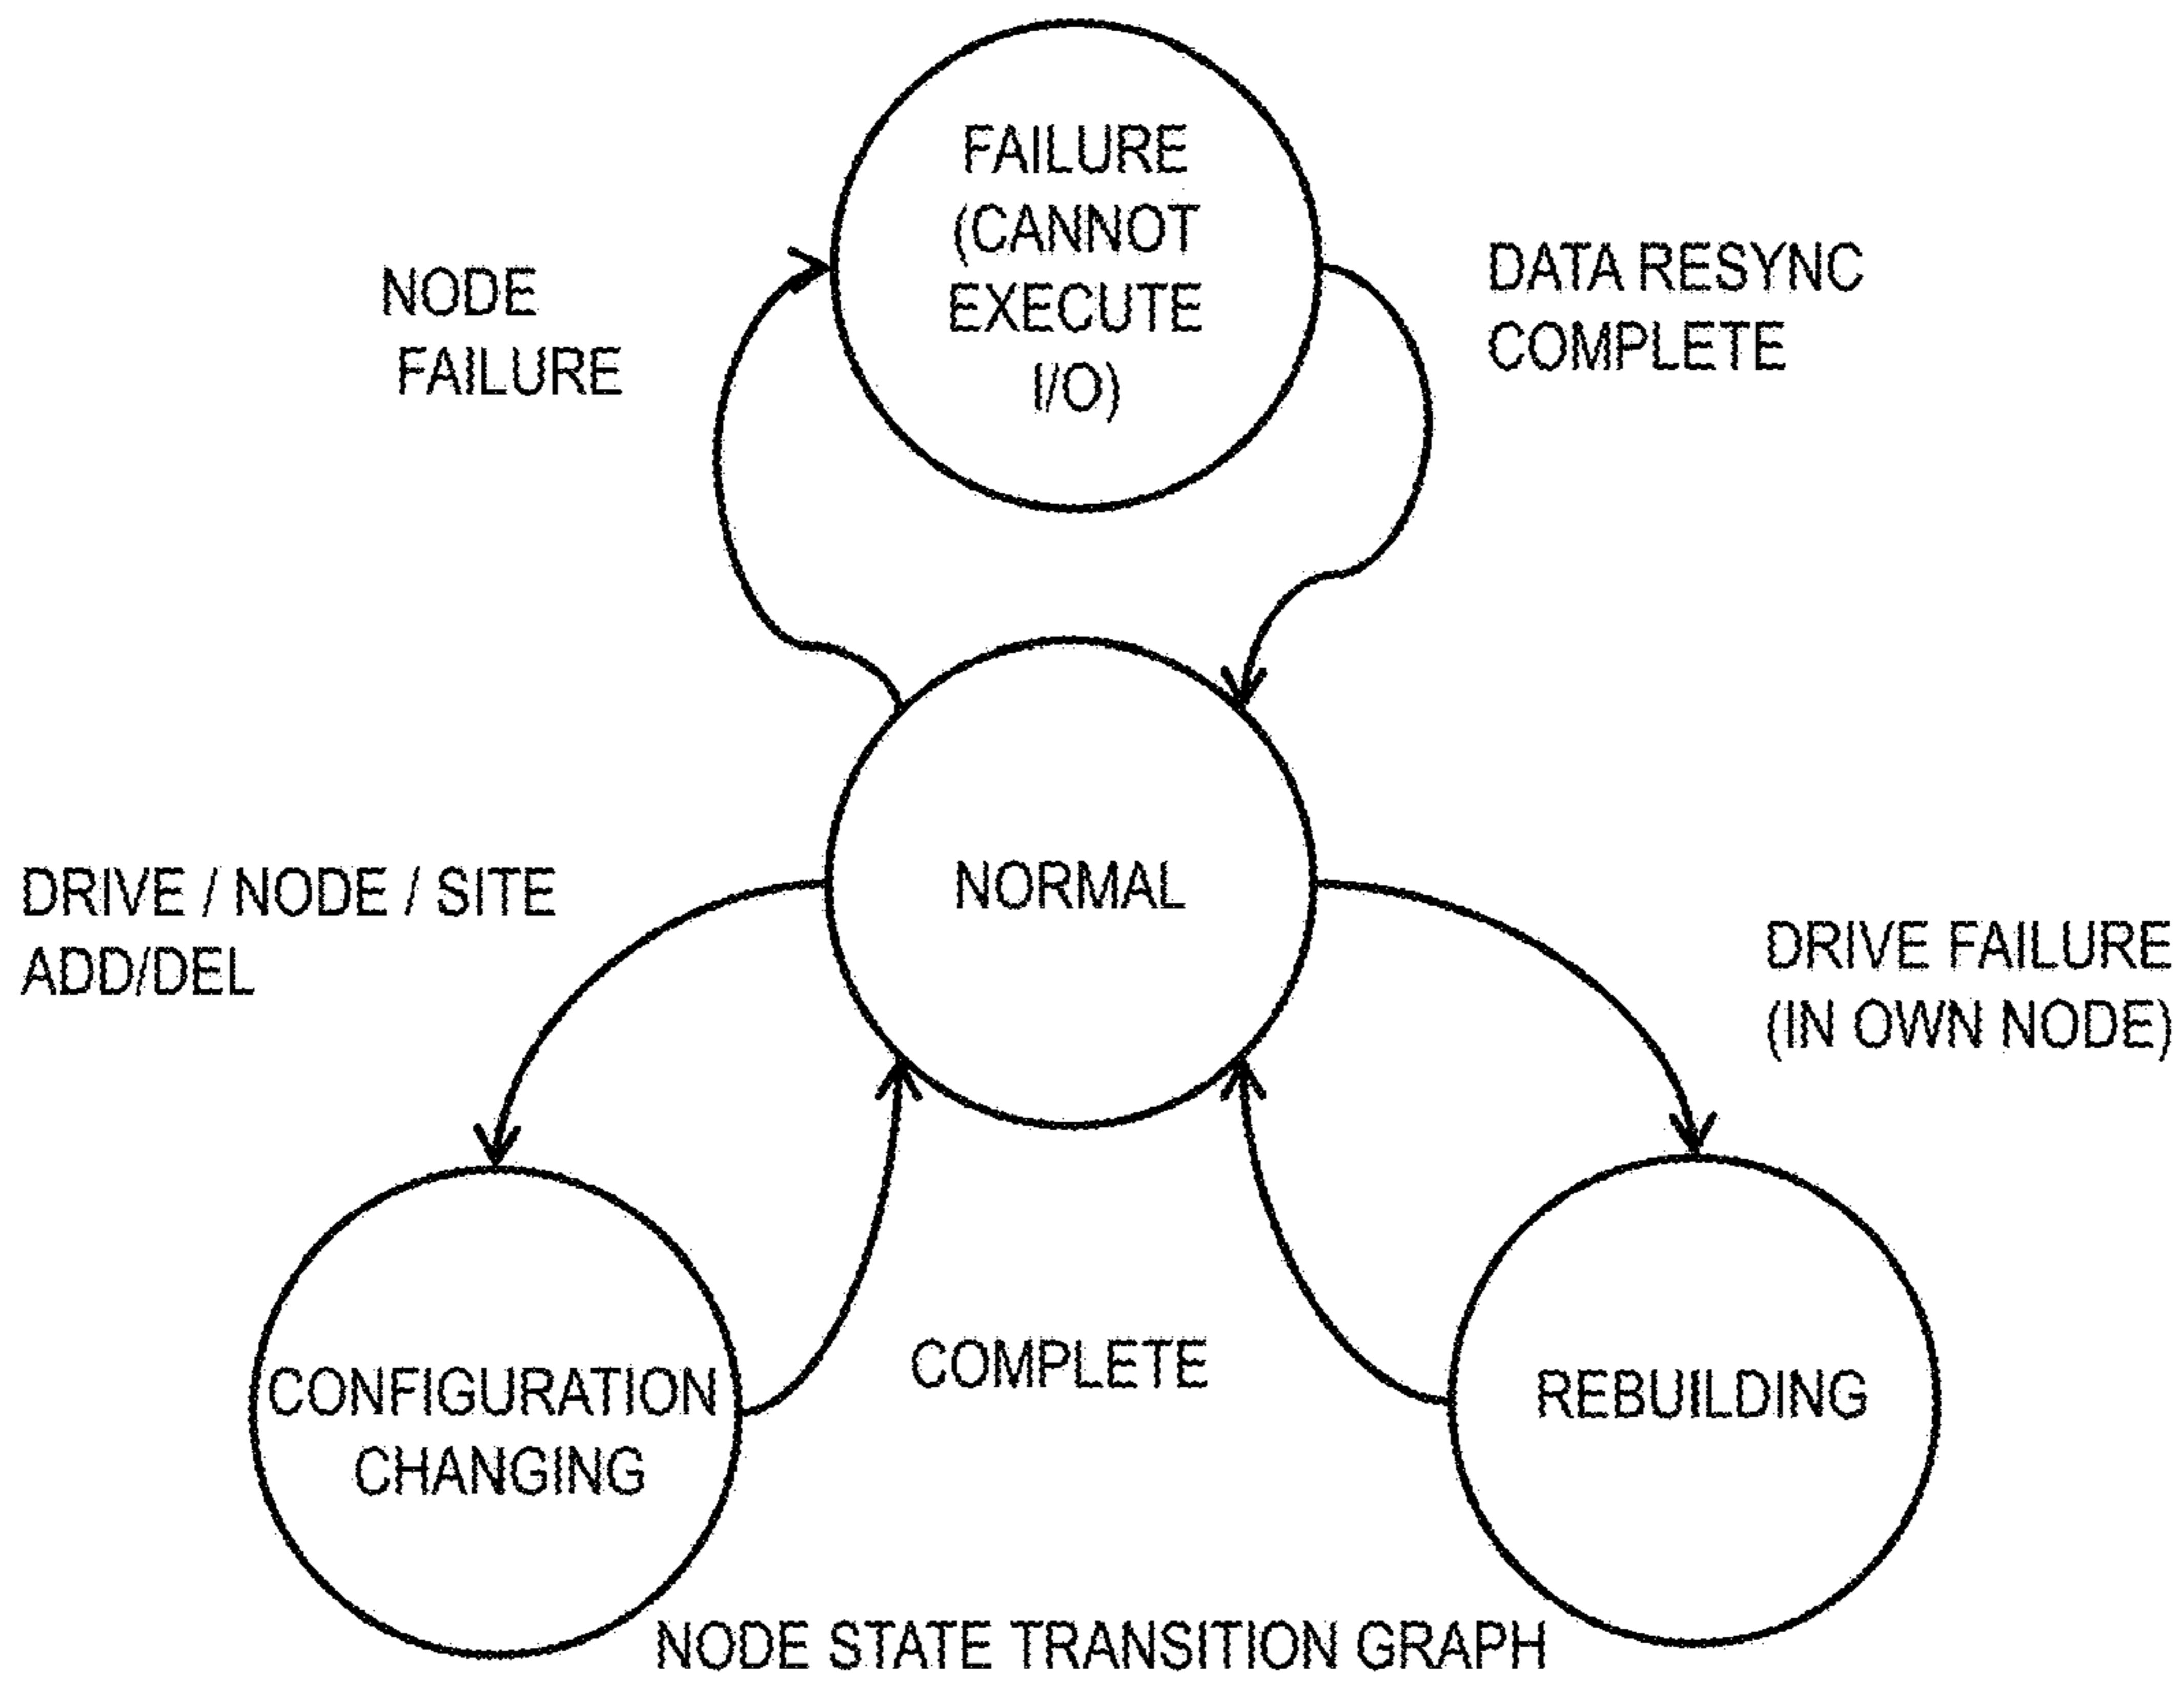 FAILURE
(CANNOT
EXECUTE
I/O)
NODE
FAILURE
DATA RESYNC
COMPLETE
NORMAL
DRIVE / NODE / SITE
ADD/DEL
DRIVE FAILURE
(IN OWN NODE)
CONFIGURATION
CHANGING
COMPLETE
REBUILDING
NODE STATE TRANSITION GRAPH